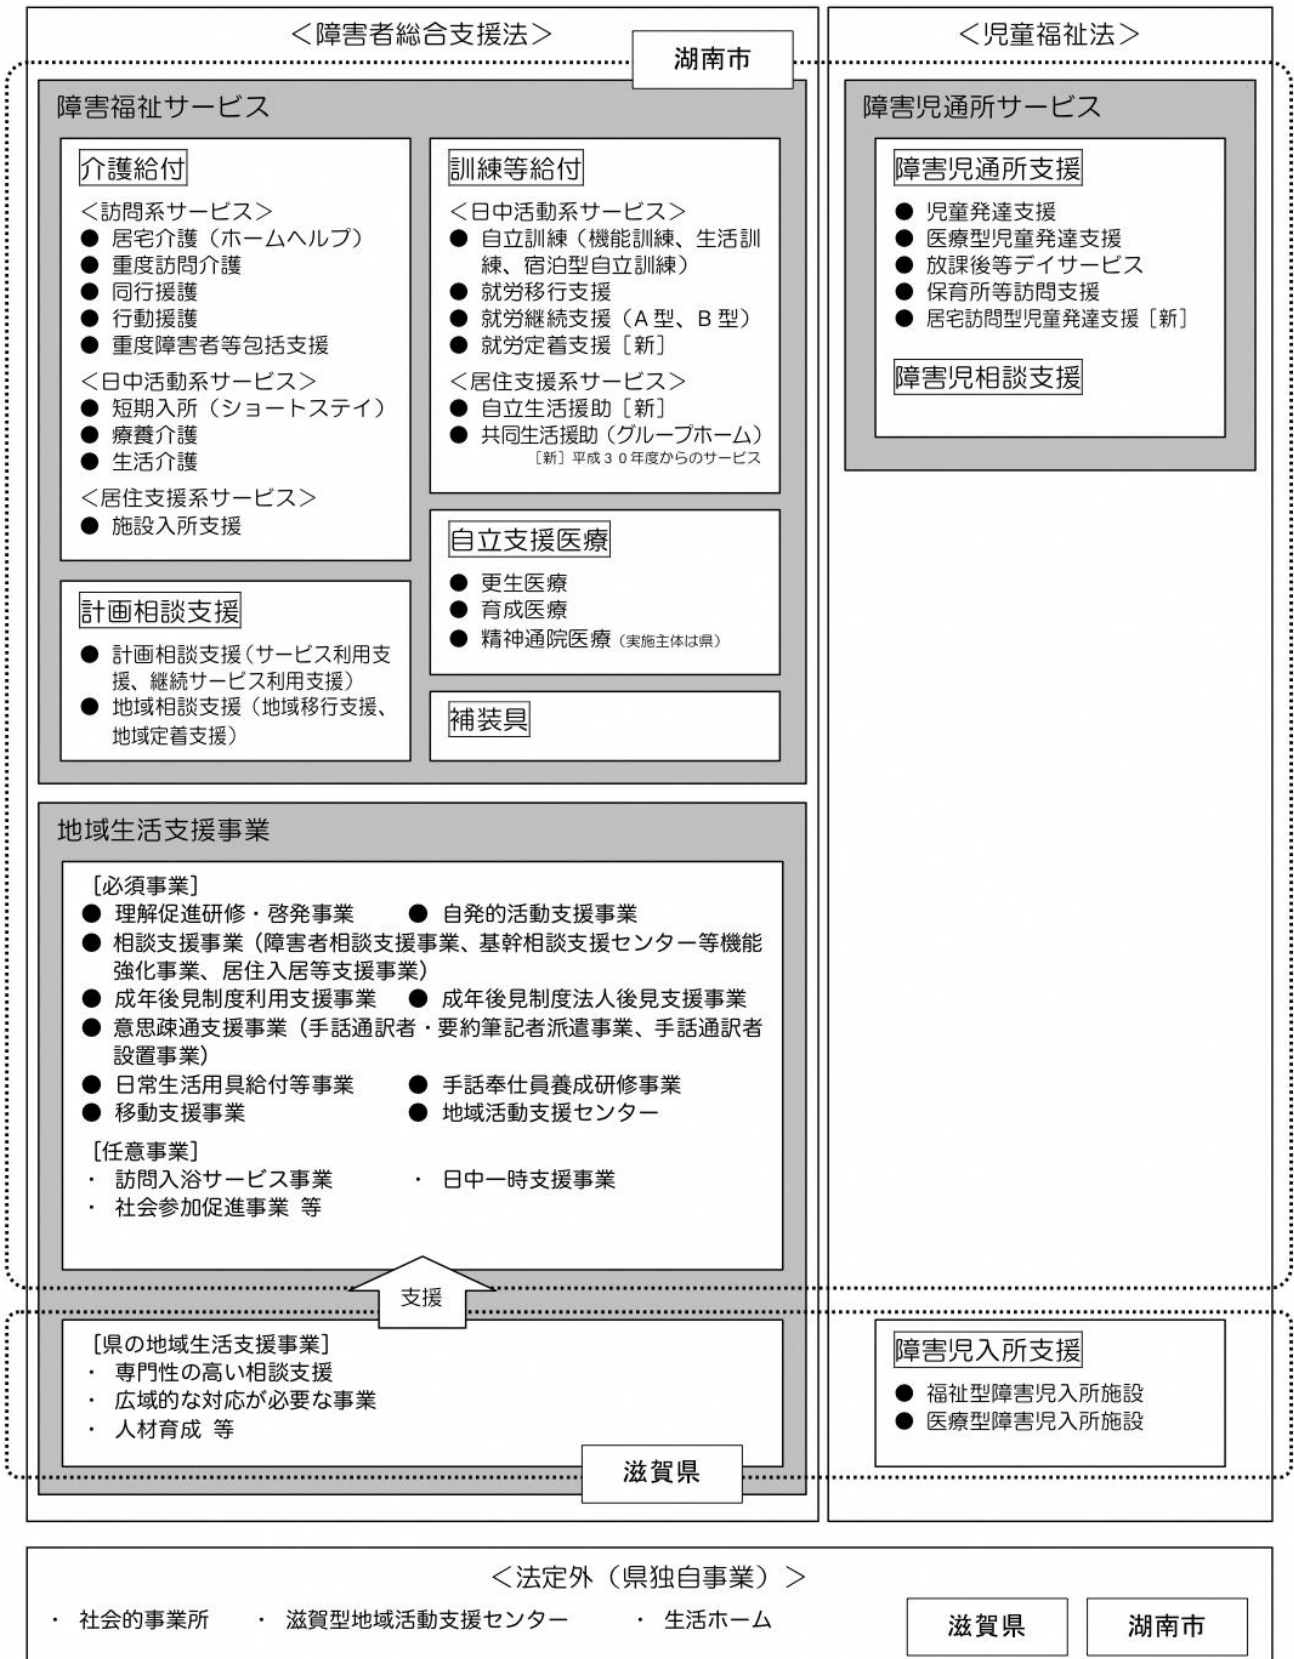 ＜障害者総合支援法＞
湖南市
障害福祉サービス
介護給付
＜訪問系サービス＞
● 居宅介護（ホームヘルプ）
● 重度訪問介護
● 同行援護
● 行動援護
● 重度障害者等包括支援
＜日中活動系サービス＞
● 短期入所（ショートステイ）
● 療養介護
● 生活介護
＜居住支援系サービス＞
● 施設入所支援
計画相談支援
● 計画相談支援（サービス利用支
援、継続サービス利用支援）
● 地域相談支援（地域移行支援、
地域定着支援）
訓練等給付
＜日中活動系サービス＞
● 自立訓練（機能訓練、生活訓
練、宿泊型自立訓練）
● 就労移行支援
● 就労継続支援（Ａ型、Ｂ型）
● 就労定着支援［新］
＜居住支援系サービス＞
● 自立生活援助［新］
● 共同生活援助（グループホーム）
［新］平成３０年度からのサービス
自立支援医療
● 更生医療
● 育成医療
● 精神通院医療（実施主体は県）
補装具
地域生活支援事業
［必須事業］
● 理解促進研修・啓発事業 ● 自発的活動支援事業
● 相談支援事業（障害者相談支援事業、基幹相談支援センター等機能
強化事業、居住入居等支援事業）
● 成年後見制度利用支援事業 ● 成年後見制度法人後見支援事業
● 意思疎通支援事業（手話通訳者・要約筆記者派遣事業、手話通訳者
設置事業）
● 日常生活用具給付等事業 ● 手話奉仕員養成研修事業
● 移動支援事業 ● 地域活動支援センター
［任意事業］
・ 訪問入浴サービス事業 ・ 日中一時支援事業
・ 社会参加促進事業 等
支援
［県の地域生活支援事業］
・ 専門性の高い相談支援
・ 広域的な対応が必要な事業
・ 人材育成 等
滋賀県
＜児童福祉法＞
障害児通所サービス
障害児通所支援
● 児童発達支援
● 医療型児童発達支援
● 放課後等デイサービス
● 保育所等訪問支援
● 居宅訪問型児童発達支援［新］
障害児相談支援
障害児入所支援
● 福祉型障害児入所施設
● 医療型障害児入所施設
＜法定外（県独自事業）＞
・ 社会的事業所 ・ 滋賀型地域活動支援センター ・ 生活ホーム
滋賀県 湖南市